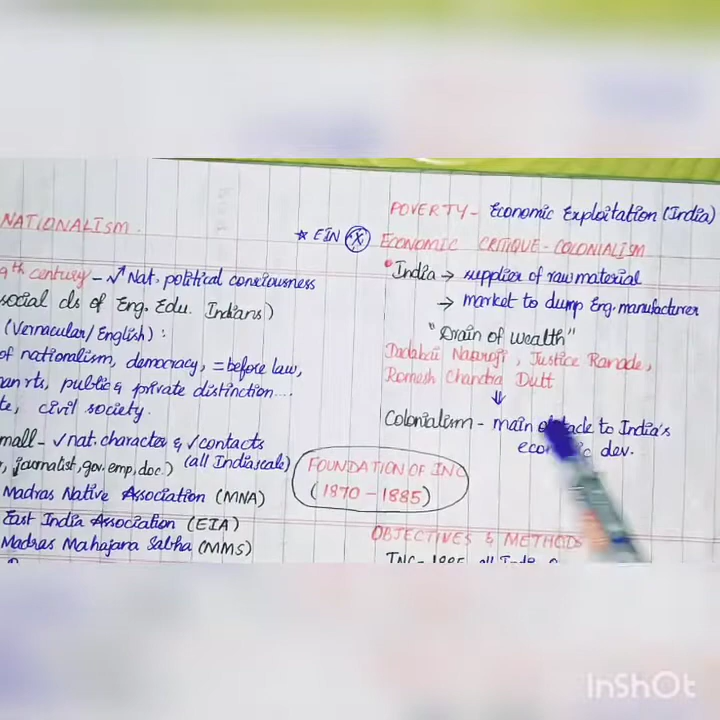 NATIONALISM.
9th century - ↗ Nat. political consciousness
social cls of Eng. Edu. Indians)
(Vernacular/English) :
of nationalism, democracy, = before law,
rts, public & private distinction...
te, civil society.
mall - ✓nat. character & ✓contacts
, journalist, gov. emp, doc.) (all India scale)
Madras Native Association (MNA)
East India Association (EIA)
Madras Mahajana Sabha (MMS)
FOUNDATION OF INC
(1870 - 1885)
POVERTY - Economic Exploitation (India)
* EIN ECONOMIC CRITIQUE - COLONIALISM
India → supplier of raw material
→ market to dump Eng. manufacturer
"Drain of wealth"
Dadabai Naoroji, Justice Ranade,
Romesh Chandra Dutt
↓
Colonialism - main to India's
dev.
OBJECTIVES & METHODS
InShOt